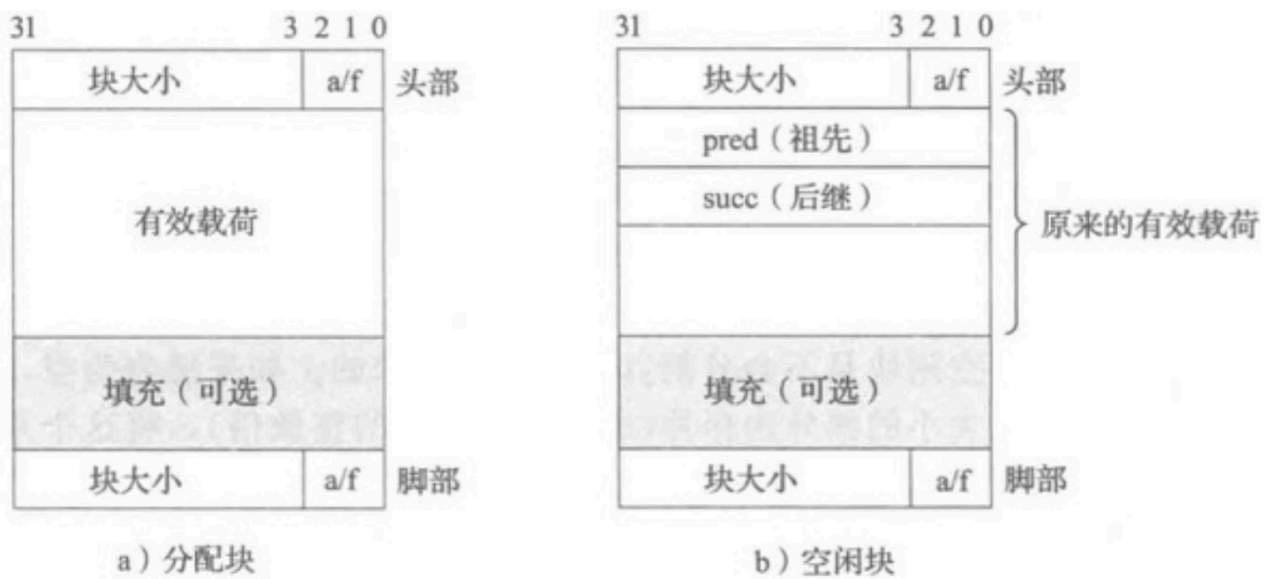 31 3 2 1 0
块大小 a/f 头部
有效载荷
填充（可选）
块大小 a/f 脚部
a）分配块
31 3 2 1 0
块大小 a/f 头部
pred（祖先）
succ（后继）
原来的有效载荷
填充（可选）
块大小 a/f 脚部
b）空闲块